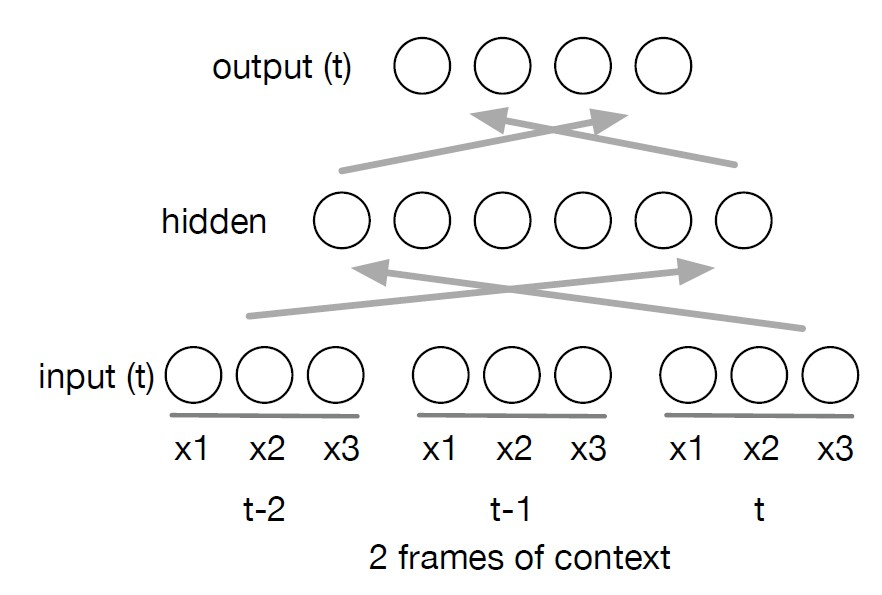 output (t)
hidden
input (t)
x1 x2 x3 x1 x2 x3 x1 x2 x3
t-2 t-1 t
2 frames of context